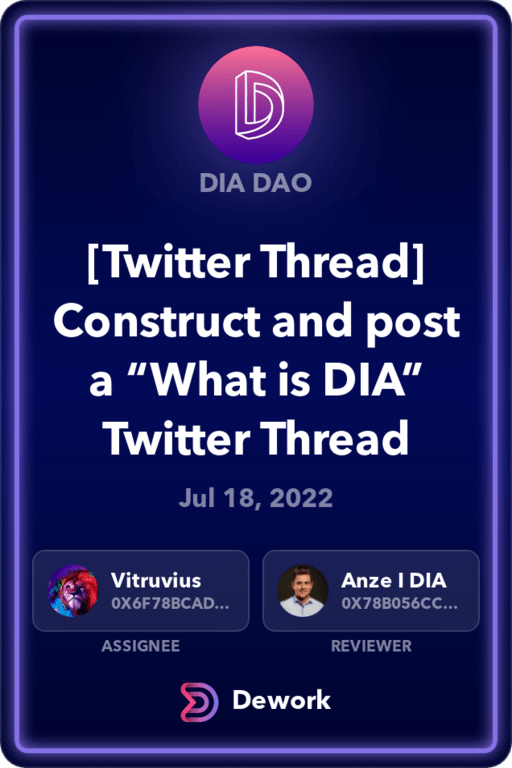 DIA DAO
[Twitter Thread]
Construct and post
a “What is DIA”
Twitter Thread
Jul 18, 2022
Vitruvius
0X6F78BCAD...
ASSIGNEE
Anze I DIA
0X78B056CC...
REVIEWER
Dework